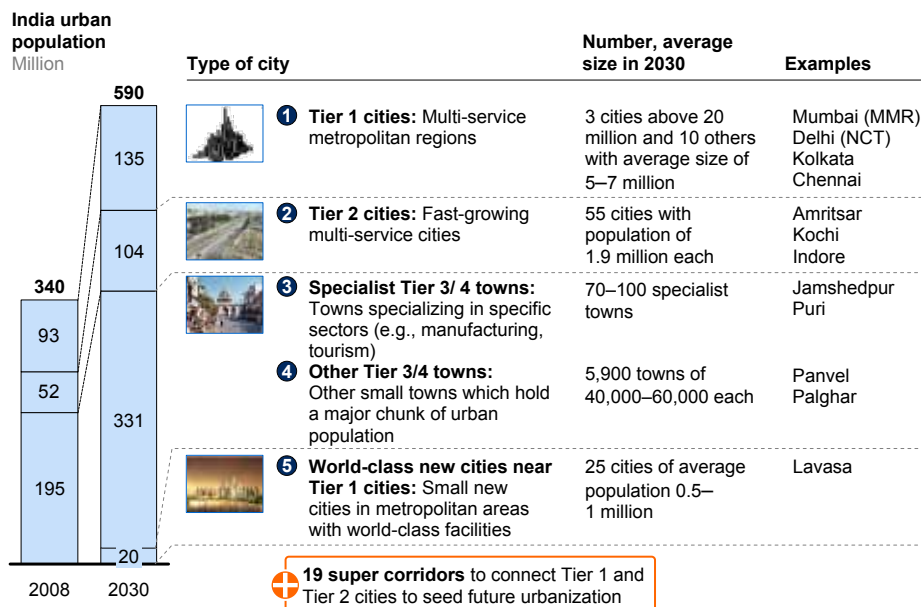 India urban
population
Million
Type of city
Number, average
size in 2030
Examples
340
93
52
195
2008
590
135
104
331
20
2030
1 Tier 1 cities: Multi-service
metropolitan regions
3 cities above 20
million and 10 others
with average size of
5–7 million
Mumbai (MMR)
Delhi (NCT)
Kolkata
Chennai
2 Tier 2 cities: Fast-growing
multi-service cities
55 cities with
population of
1.9 million each
Amritsar
Kochi
Indore
3 Specialist Tier 3/ 4 towns:
Towns specializing in specific
sectors (e.g., manufacturing,
tourism)
70–100 specialist
towns
Jamshedpur
Puri
4 Other Tier 3/4 towns:
Other small towns which hold
a major chunk of urban
population
5,900 towns of
40,000–60,000 each
Panvel
Palghar
5 World-class new cities near
Tier 1 cities: Small new
cities in metropolitan areas
with world-class facilities
25 cities of average
population 0.5–
1 million
Lavasa
19 super corridors to connect Tier 1 and
Tier 2 cities to seed future urbanization